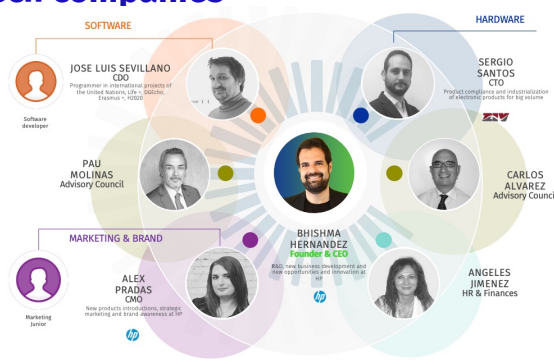 companies
SOFTWARE
HARDWARE
JOSE LUIS SEVILLANO
CDO
Programmer in international projects of
the United Nations, Life +, DGEcho,
Erasmus +, H2020
Software
developer
SERGIO
SANTOS
CTO
Product compliance and industrialization
of electronic products for big volume
PAU
MOLINAS
Advisory Council
CARLOS
ALVAREZ
Advisory Council
MARKETING & BRAND
BHISHMA
HERNANDEZ
Founder & CEO
R&D, new business development and
new opportunities and innovation at
HP
hp
ALEX
PRADAS
CMO
New products introductions, strategic
marketing and brand awareness at HP
hp
Marketing
Junior
ANGELES
JIMENEZ
HR & Finances